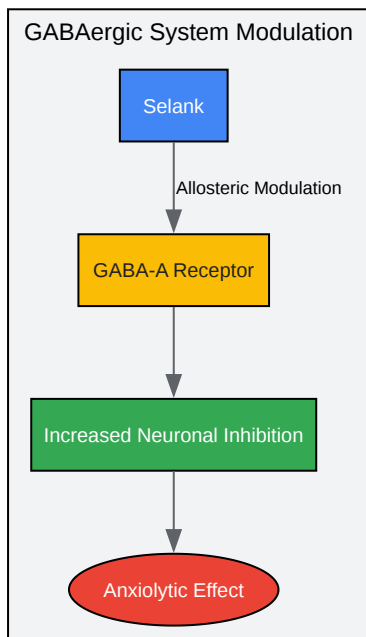 GABAergic System Modulation
Selank
Allosteric Modulation
GABA-A Receptor
Increased Neuronal Inhibition
Anxiolytic Effect